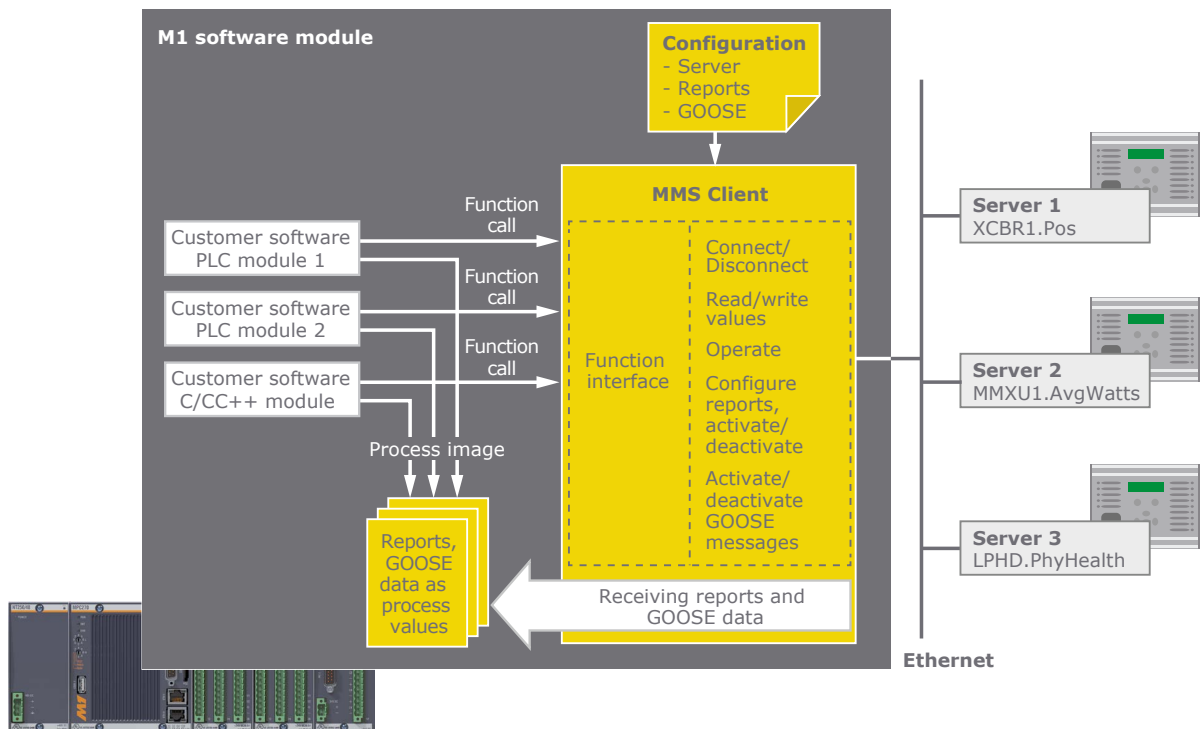 M1 software module
Configuration
- Server
- Reports
- GOOSE
MMS Client
Function
call
Customer software
PLC module 1
Function
call
Customer software
PLC module 2
Function
call
Customer software
C/CC++ module
Function
interface
Connect/
Disconnect
Read/write
values
Operate
Configure
reports,
activate/
deactivate
Activate/
deactivate
GOOSE
messages
Process image
Reports,
GOOSE
data as
process
values
Receiving reports and
GOOSE data
Server 1
XCBR1.Pos
Server 2
MMXU1.AvgWatts
Server 3
LPHD.PhyHealth
Ethernet
M1